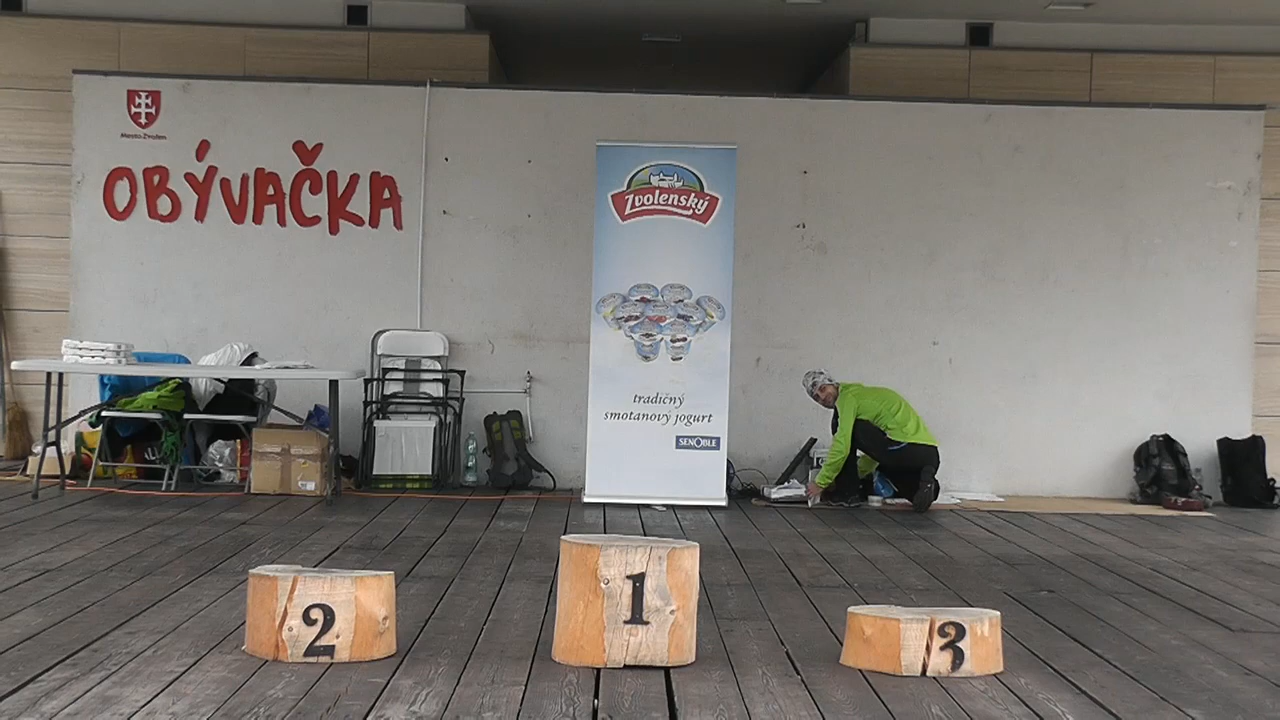 Mesto Zvolen
OBÝVAČKA
Zvolenský
tradičný
smotanový jogurt
SENOBLE
2
1
3